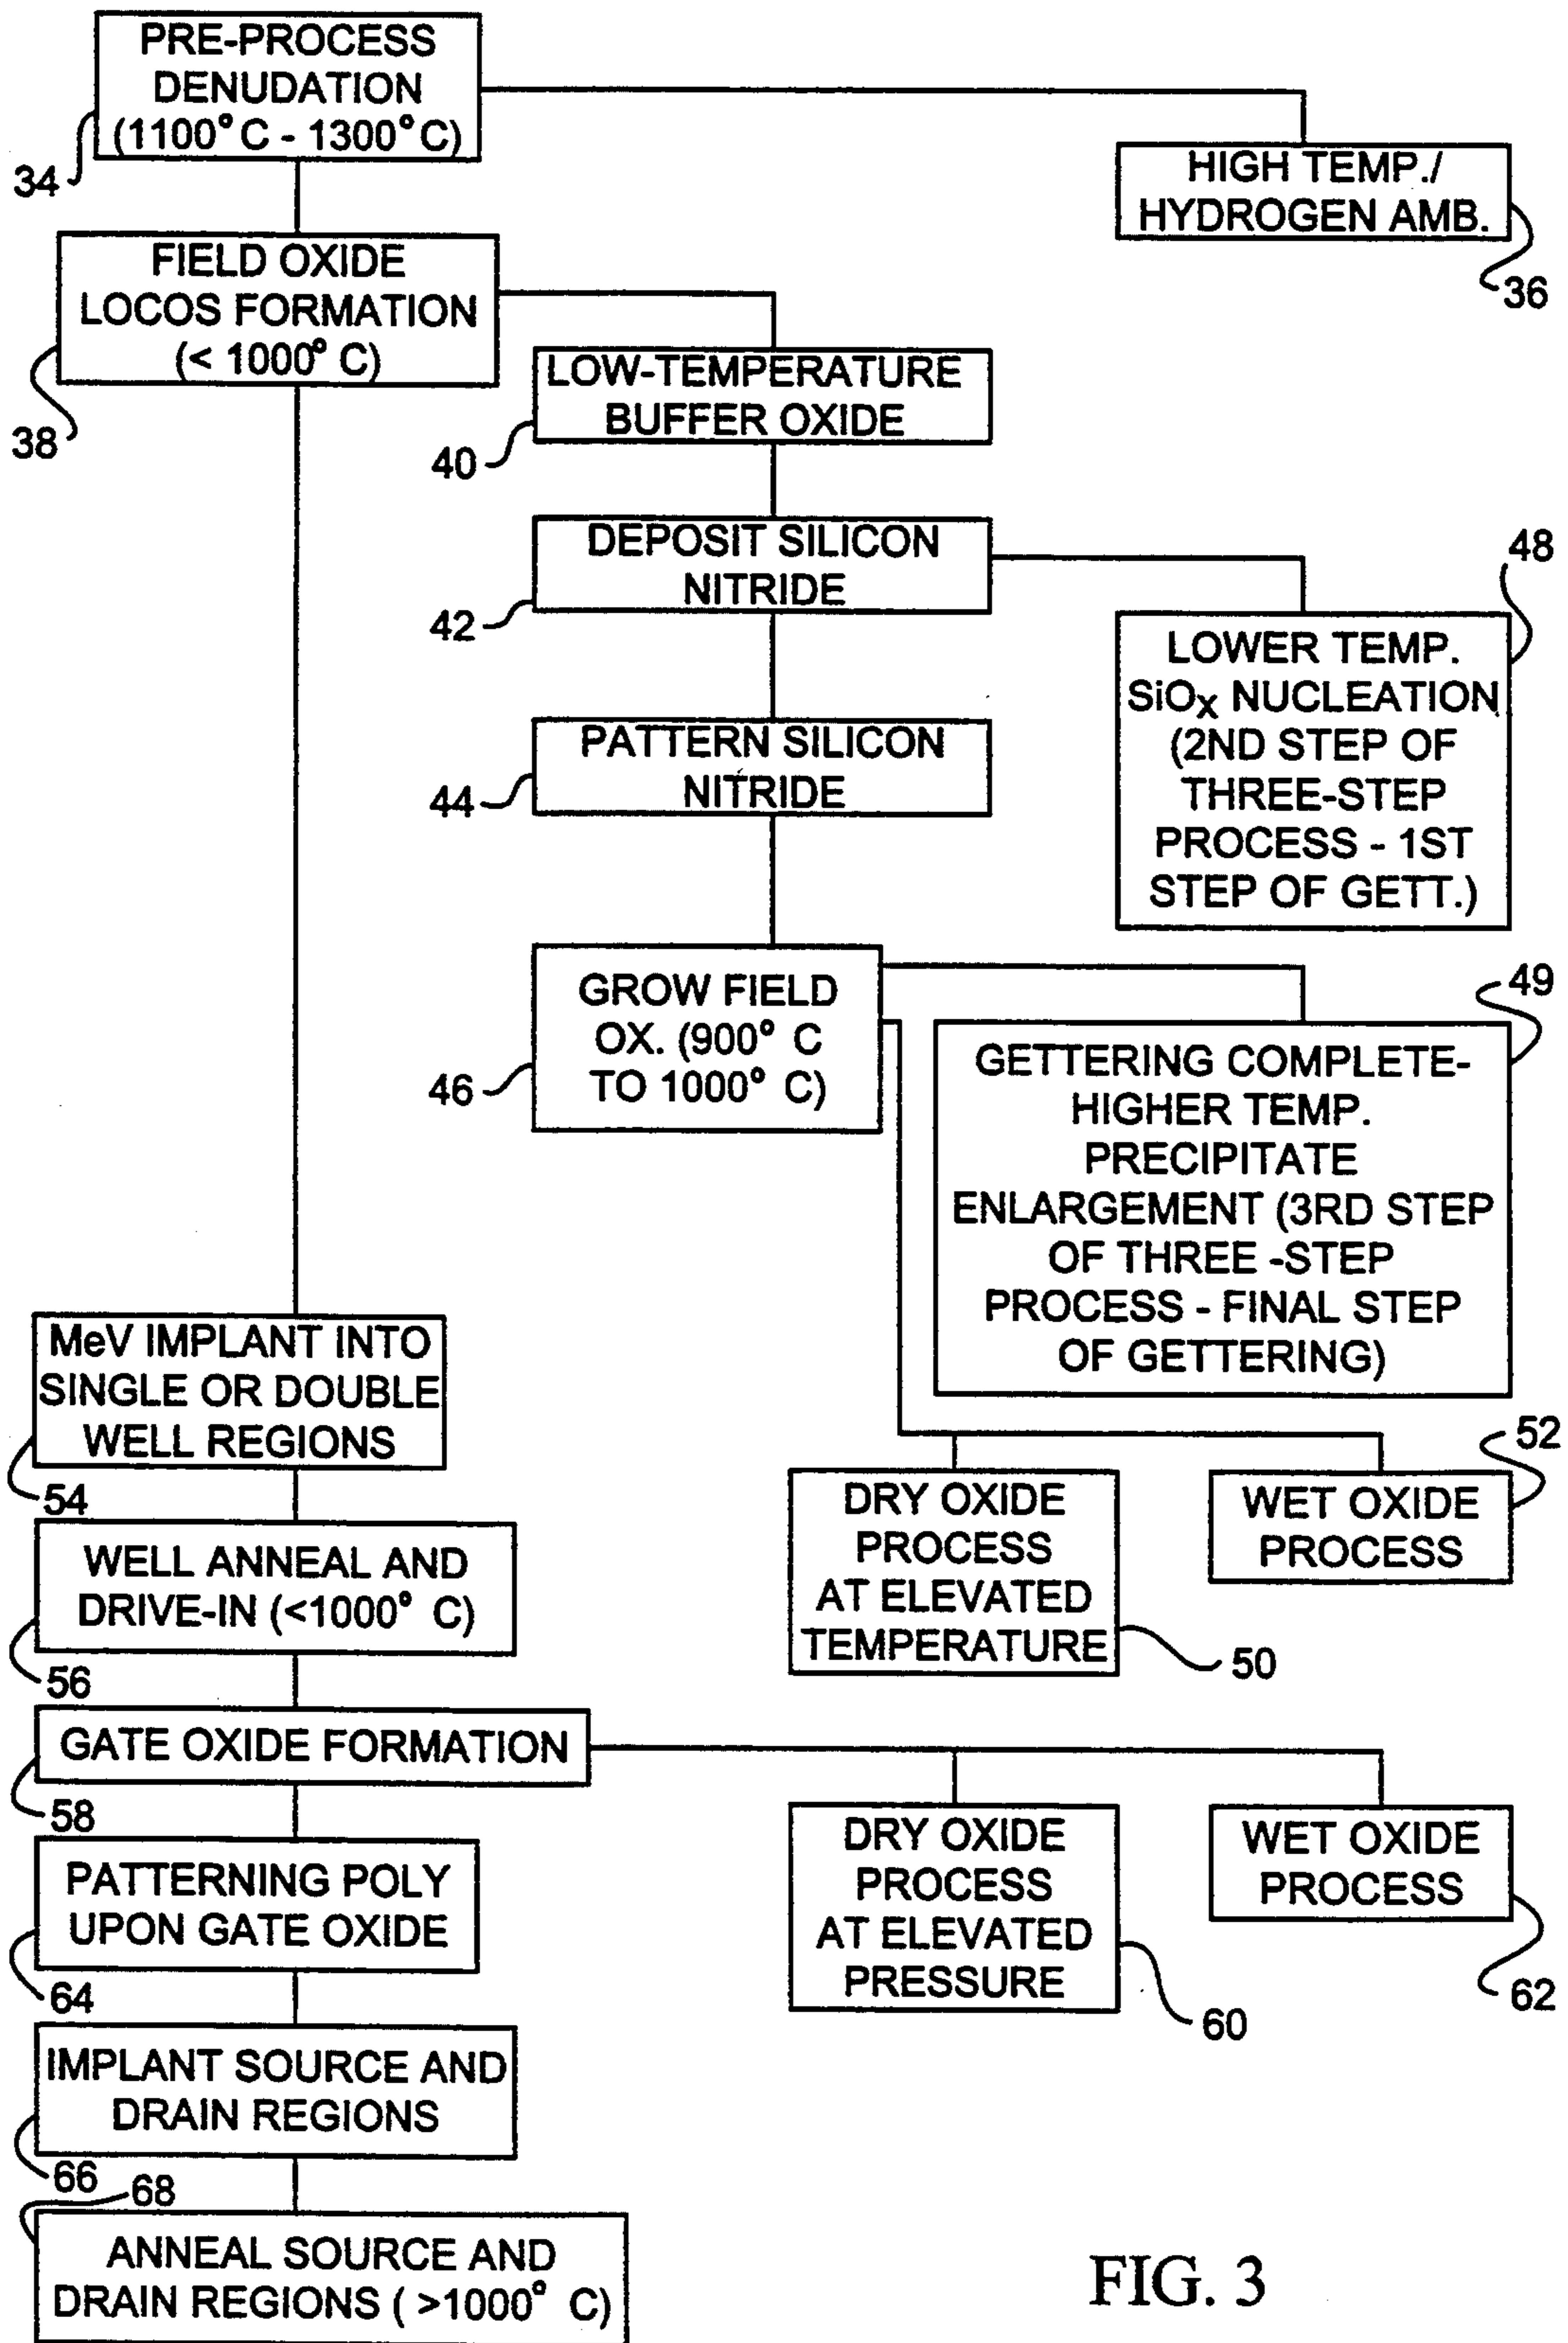 PRE-PROCESS
DENUDATION
(1100° C - 1300° C)
34
HIGH TEMP./
HYDROGEN AMB.
36
FIELD OXIDE
LOCOS FORMATION
(< 1000° C)
38
LOW-TEMPERATURE
BUFFER OXIDE
40
DEPOSIT SILICON
NITRIDE
42
48
LOWER TEMP.
SiOX NUCLEATION
(2ND STEP OF
THREE-STEP
PROCESS - 1ST
STEP OF GETT.)
PATTERN SILICON
NITRIDE
44
GROW FIELD
OX. (900° C
TO 1000° C)
46
49
GETTERING COMPLETE-
HIGHER TEMP.
PRECIPITATE
ENLARGEMENT (3RD STEP
OF THREE -STEP
PROCESS - FINAL STEP
OF GETTERING)
MeV IMPLANT INTO
SINGLE OR DOUBLE
WELL REGIONS
54
DRY OXIDE
PROCESS
AT ELEVATED
TEMPERATURE
50
52
WET OXIDE
PROCESS
WELL ANNEAL AND
DRIVE-IN (<1000° C)
56
GATE OXIDE FORMATION
58
DRY OXIDE
PROCESS
AT ELEVATED
PRESSURE
60
WET OXIDE
PROCESS
62
PATTERNING POLY
UPON GATE OXIDE
64
IMPLANT SOURCE AND
DRAIN REGIONS
66
68
ANNEAL SOURCE AND
DRAIN REGIONS ( >1000° C)
FIG. 3